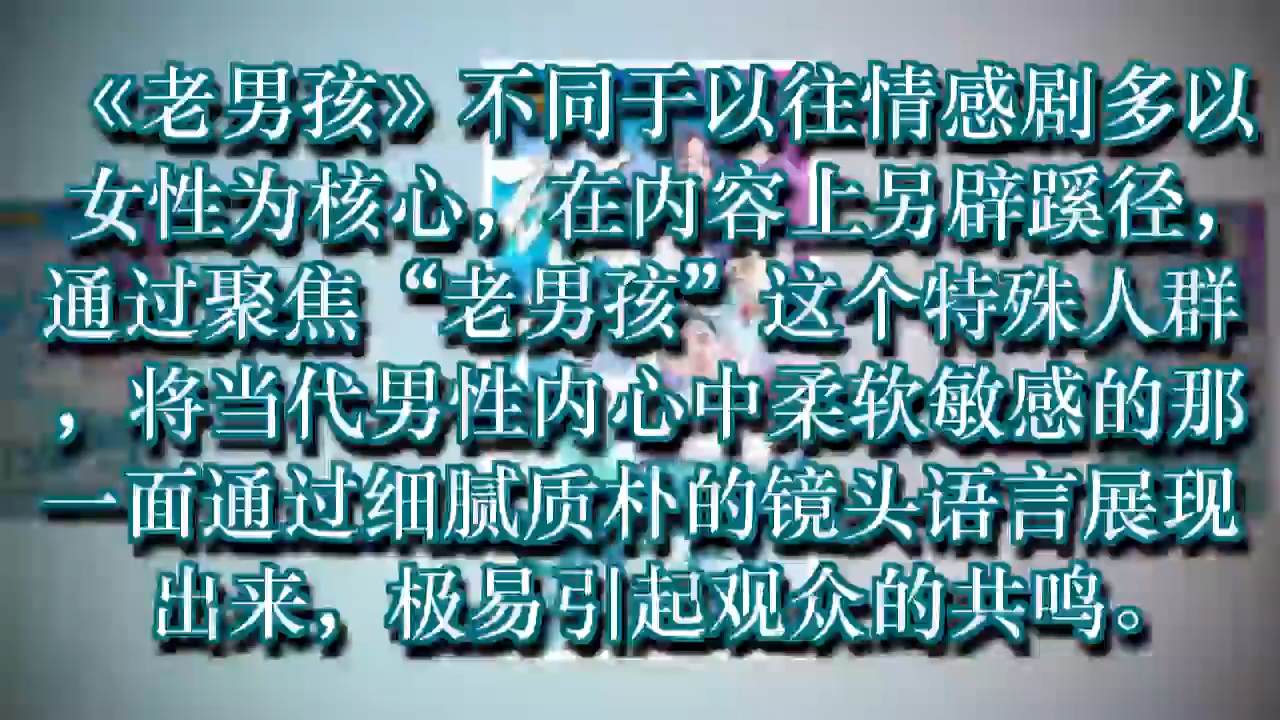 《老男孩》不同于以往情感剧多以
女性为核心，在内容上另辟蹊径，
通过聚焦“老男孩”这个特殊人群
，将当代男性内心中柔软敏感的那
一面通过细腻质朴的镜头语言展现
出来，极易引起观众的共鸣。